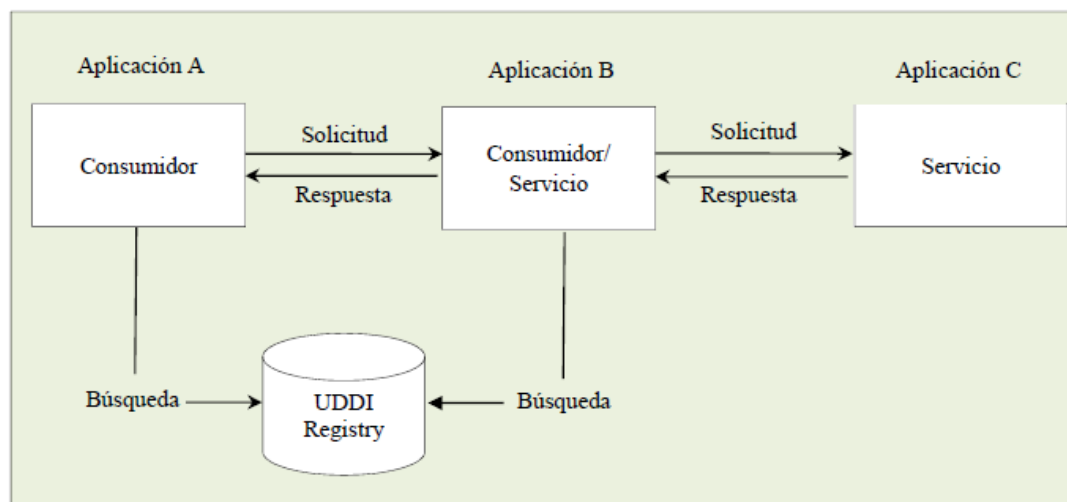 Aplicación A
Aplicación B
Aplicación C
Consumidor
Solicitud
Respuesta
Consumidor/
Servicio
Solicitud
Respuesta
Servicio
Búsqueda
UDDI
Registry
Búsqueda